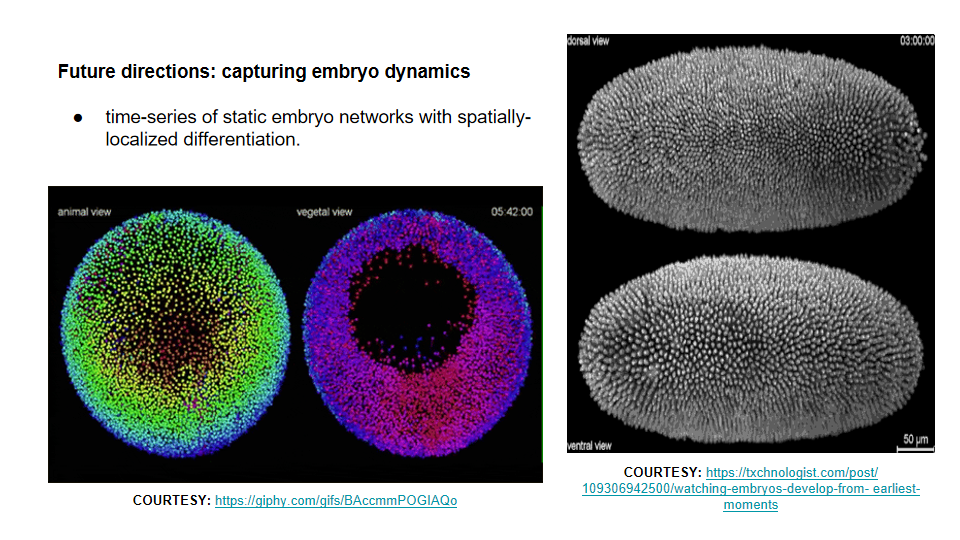 Future directions: capturing embryo dynamics
● time-series of static embryo networks with spatially-
localized differentiation.
animal view
vegetal view
05:42:00
COURTESY: https://giphy.com/gifs/BAccmmPOGIAQo
dorsal view
03:00:00
ventral view
50 µm
COURTESY: https://txchnologist.com/post/
109306942500/watching-embryos-develop-from- earliest-
moments